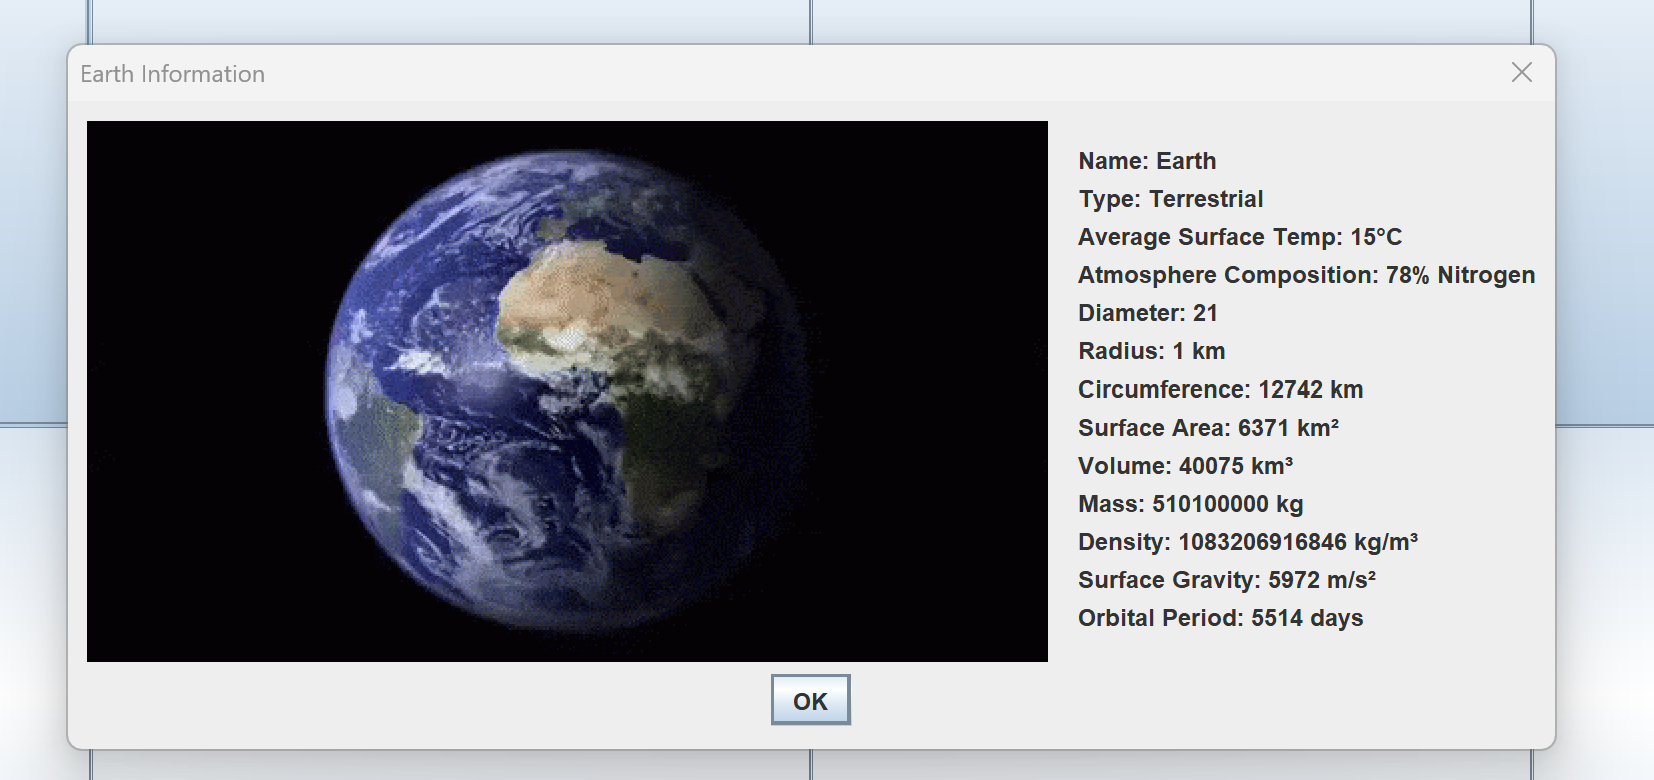 Earth Information
Name: Earth
Type: Terrestrial
Average Surface Temp: 15°C
Atmosphere Composition: 78% Nitrogen
Diameter: 21
Radius: 1 km
Circumference: 12742 km
Surface Area: 6371 km²
Volume: 40075 km³
Mass: 510100000 kg
Density: 1083206916846 kg/m³
Surface Gravity: 5972 m/s²
Orbital Period: 5514 days
OK